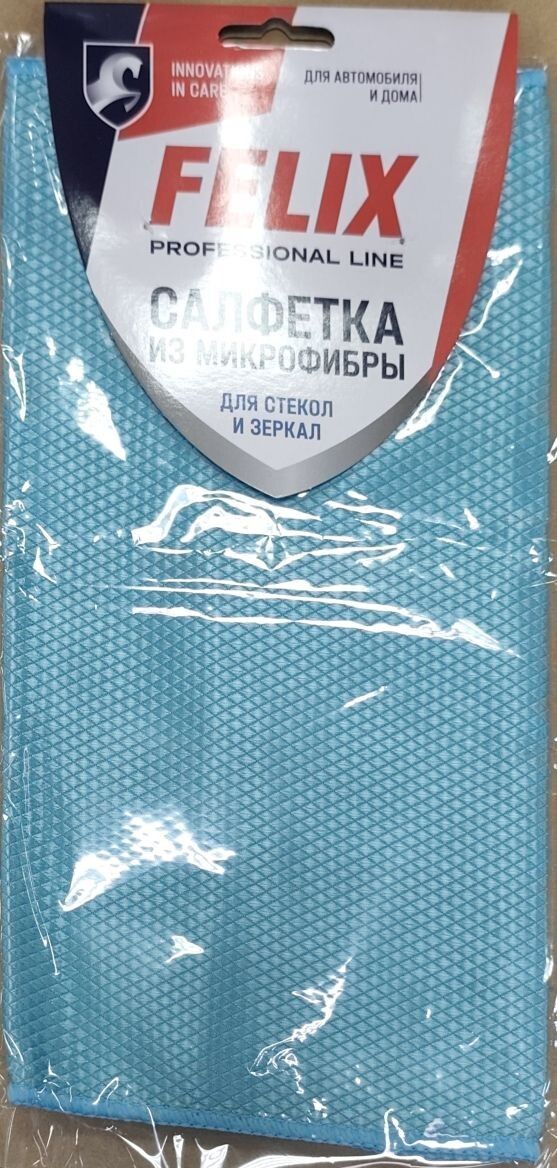 INNOVATIONS
IN CARE
ДЛЯ АВТОМОБИЛЯ
И ДОМА
FELIX
PROFESSIONAL LINE
САЛФЕТКА
ИЗ МИКРОФИБРЫ
ДЛЯ СТЕКОЛ
И ЗЕРКАЛ